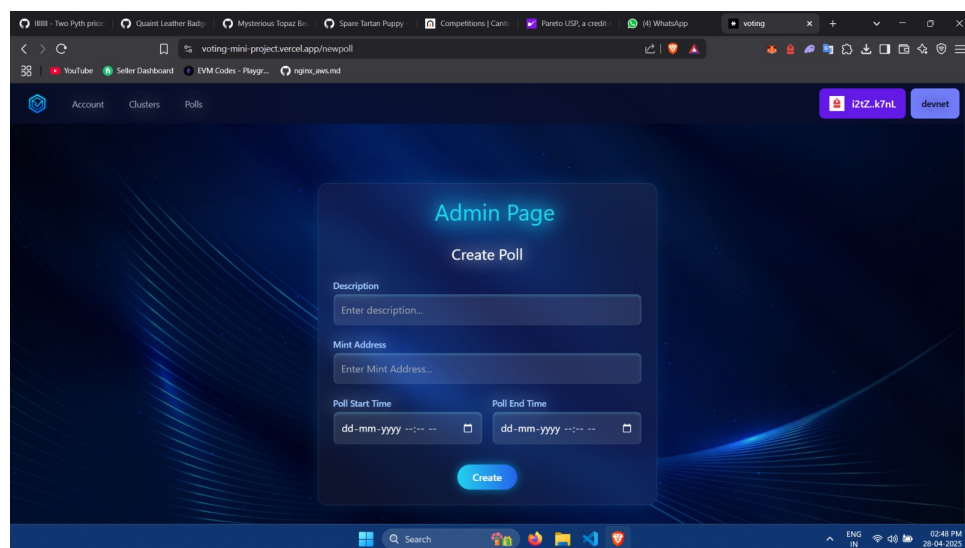 IIIIII - Two Pyth price
Quaint Leather Badg
Mysterious Topaz Be
Spare Tartan Puppy
Competitions | Canti
Pareto USP, a credit
(4) WhatsApp
voting
voting-mini-project.vercel.app/newpoll
YouTube
Seller Dashboard
EVM Codes - Playgr...
nginx_aws.md
Account
Clusters
Polls
i2tZ..k7nL
devnet
Admin Page
Create Poll
Description
Enter description...
Mint Address
Enter Mint Address...
Poll Start Time
Poll End Time
dd-mm-yyyy --:-- --
dd-mm-yyyy --:-- --
Create
Search
ENG
IN
02:48 PM
28-04-2025